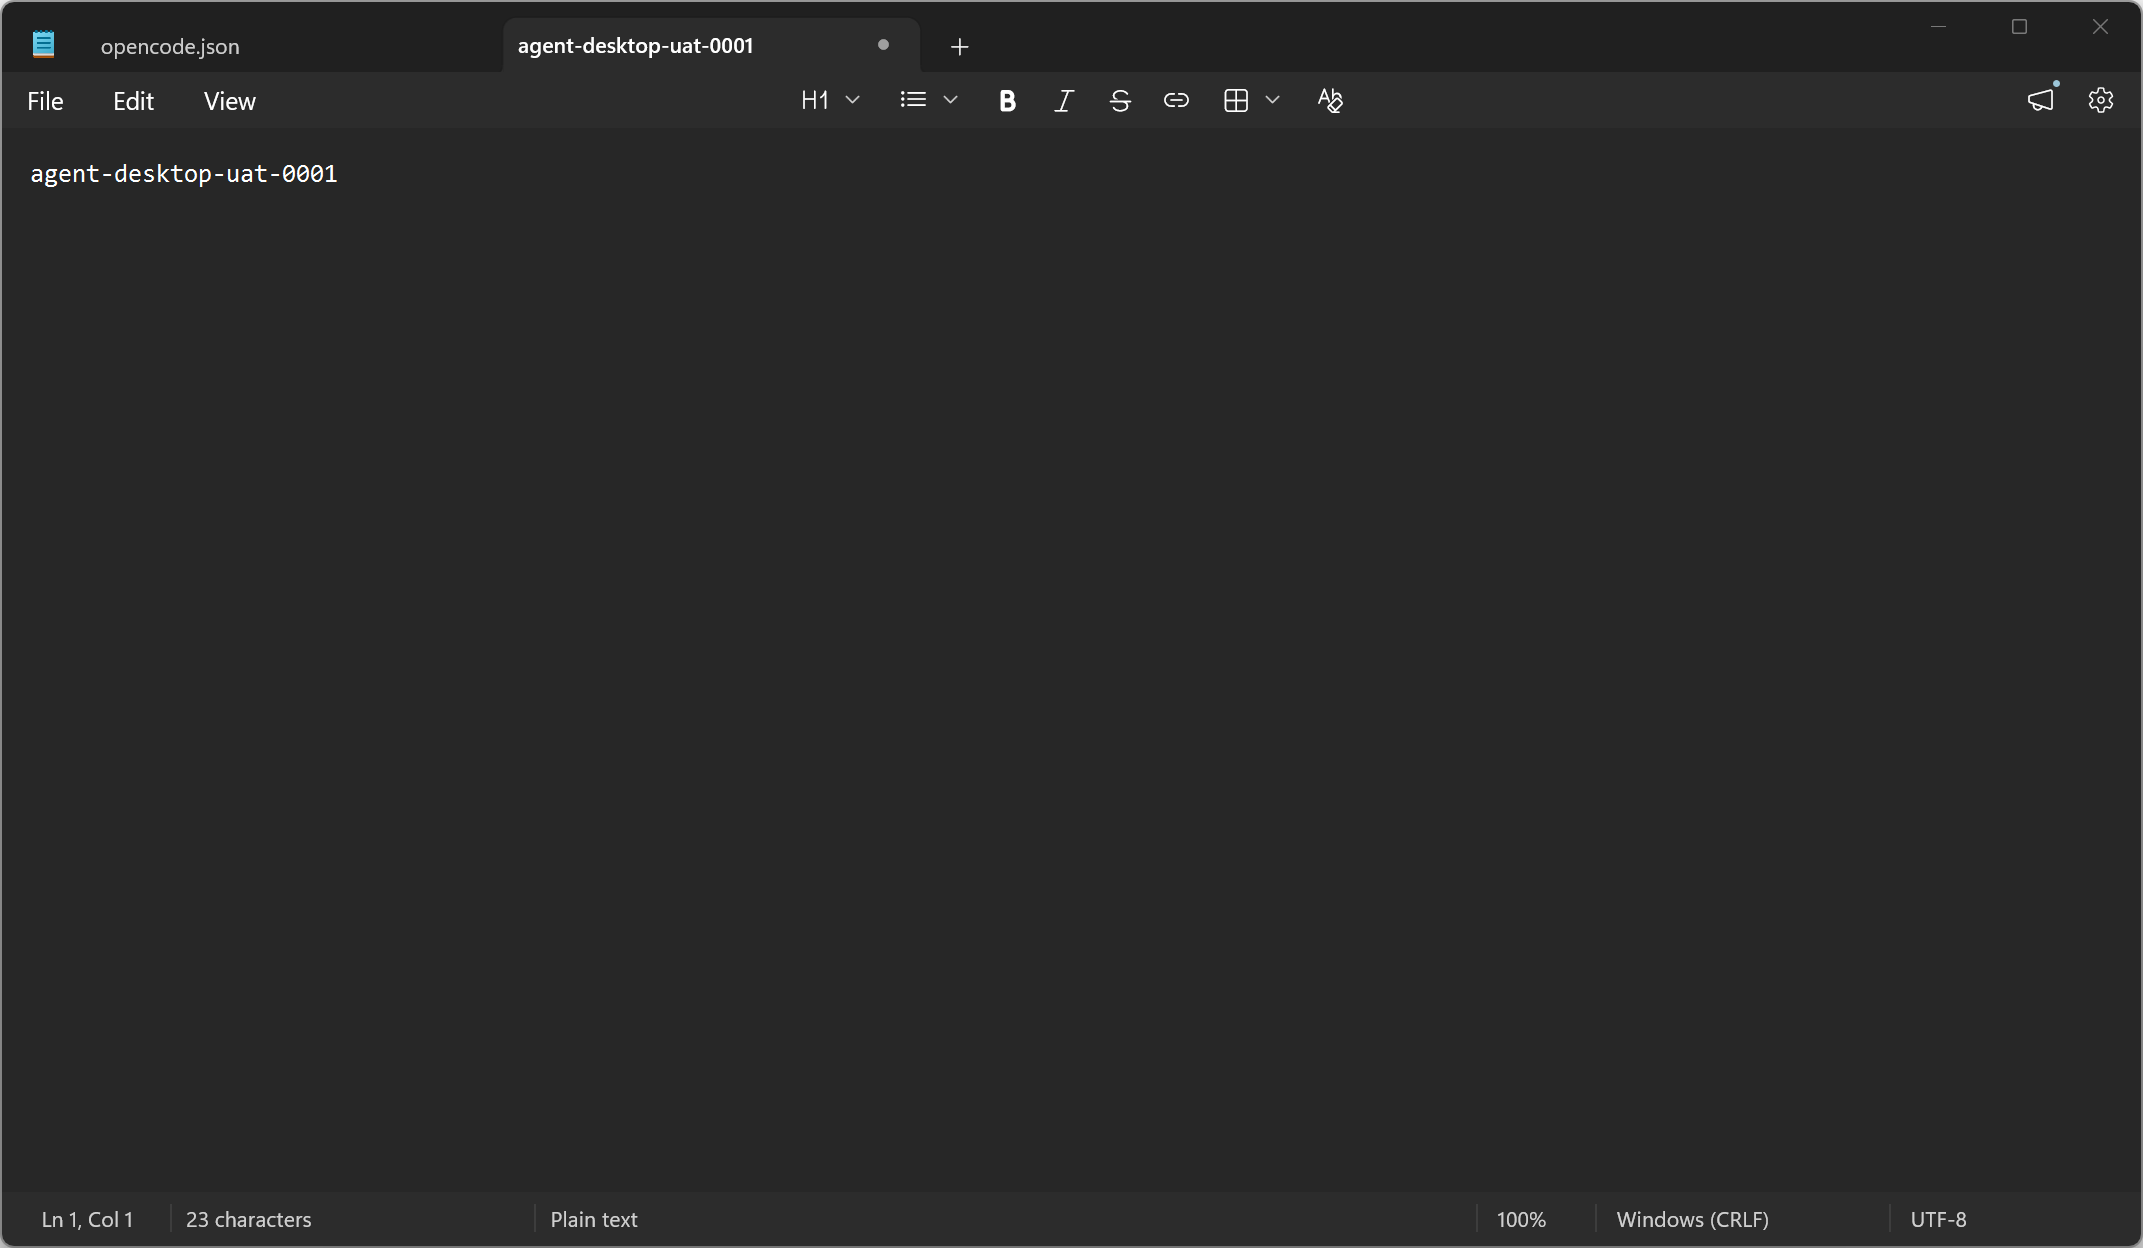 opencode.json
agent-desktop-uat-0001
File Edit View H1 B I S
agent-desktop-uat-0001
Ln 1, Col 1 23 characters Plain text 100% Windows (CRLF) UTF-8